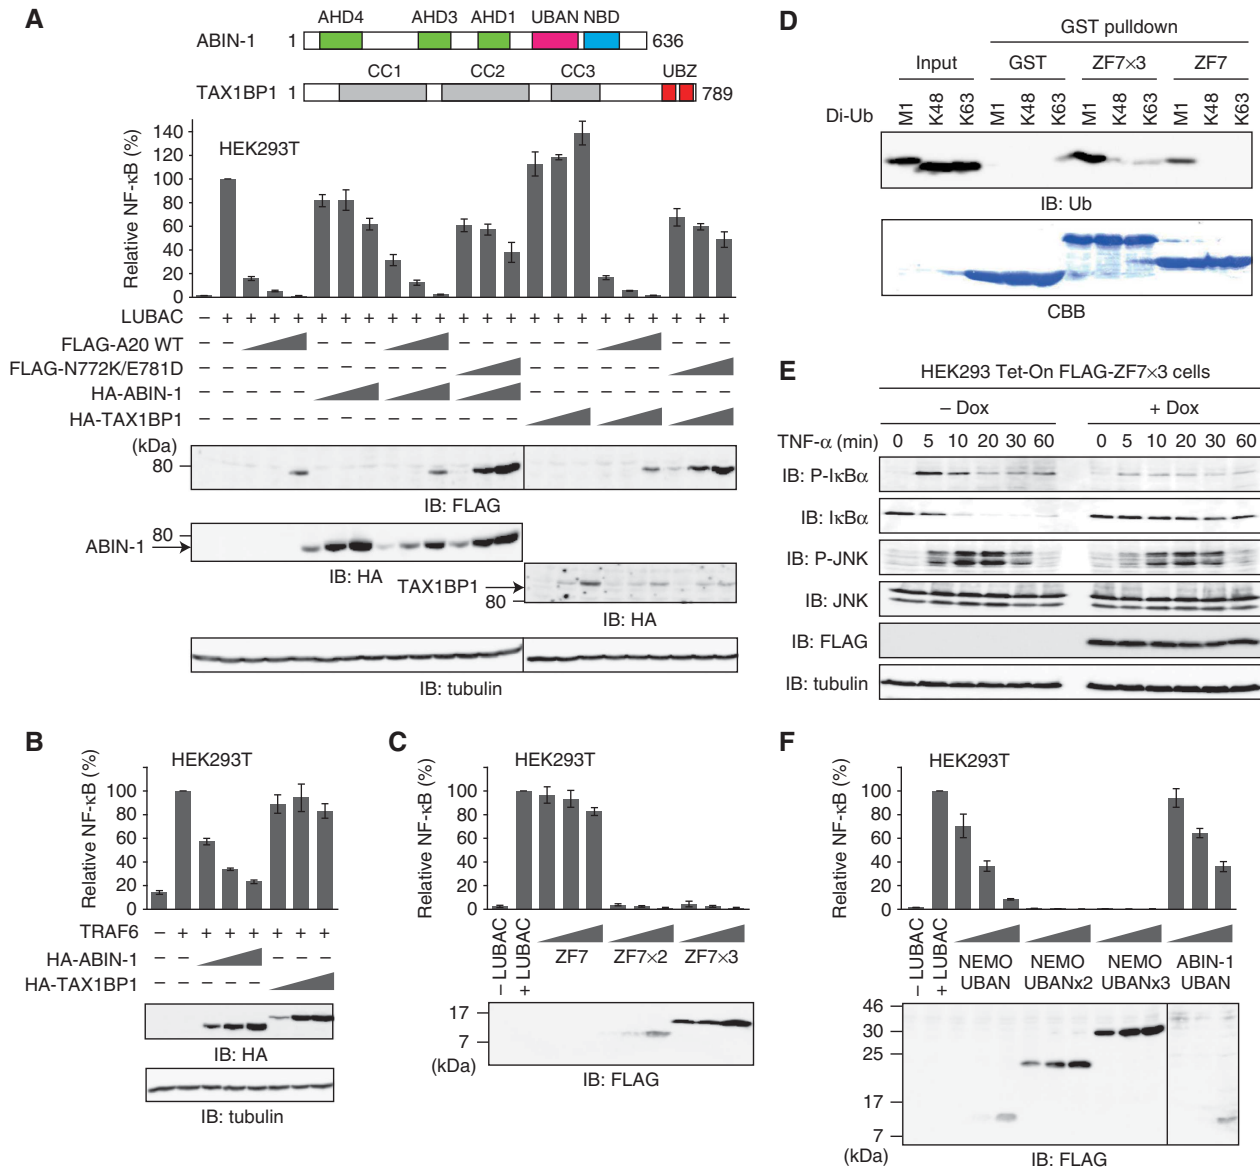 A
AHD4 AHD3 AHD1 UBAN NBD
ABIN-1 1 636
CC1 CC2 CC3 UBZ
TAX1BP1 1 789
HEK293T
Relative NF-κB (%)
140
120
100
80
60
40
20
0
LUBAC – + + + + + + + + + + + + + + + + + + + + + +
FLAG-A20 WT – – – – – – – – – – – – – –
FLAG-N772K/E781D – – – – – – – – – – – – – – – – –
HA-ABIN-1 – – – – – – – – – – – – – –
HA-TAX1BP1 – – – – – – – – – – – – – –
(kDa)
80
IB: FLAG
80
ABIN-1
IB: HA
TAX1BP1
80
IB: HA
IB: tubulin
B
HEK293T
Relative NF-κB (%)
100
80
60
40
20
0
TRAF6 – + + + + + + +
HA-ABIN-1 – – – – –
HA-TAX1BP1 – – – – –
IB: HA
IB: tubulin
C
HEK293T
Relative NF-κB (%)
100
80
60
40
20
0
– LUBAC
+ LUBAC
ZF7 ZF7×2 ZF7×3
17
7
(kDa)
IB: FLAG
D
GST pulldown
Input GST ZF7×3 ZF7
Di-Ub M1 K48 K63 M1 K48 K63 M1 K48 K63 M1 K48 K63
IB: Ub
CBB
E
HEK293 Tet-On FLAG-ZF7×3 cells
– Dox + Dox
TNF-α (min) 0 5 10 20 30 60 0 5 10 20 30 60
IB: P-IκBα
IB: IκBα
IB: P-JNK
IB: JNK
IB: FLAG
IB: tubulin
F
HEK293T
Relative NF-κB (%)
100
80
60
40
20
0
– LUBAC
+ LUBAC
NEMO NEMO NEMO ABIN-1
UBAN UBANx2 UBANx3 UBAN
46
30
25
17
7
(kDa)
IB: FLAG